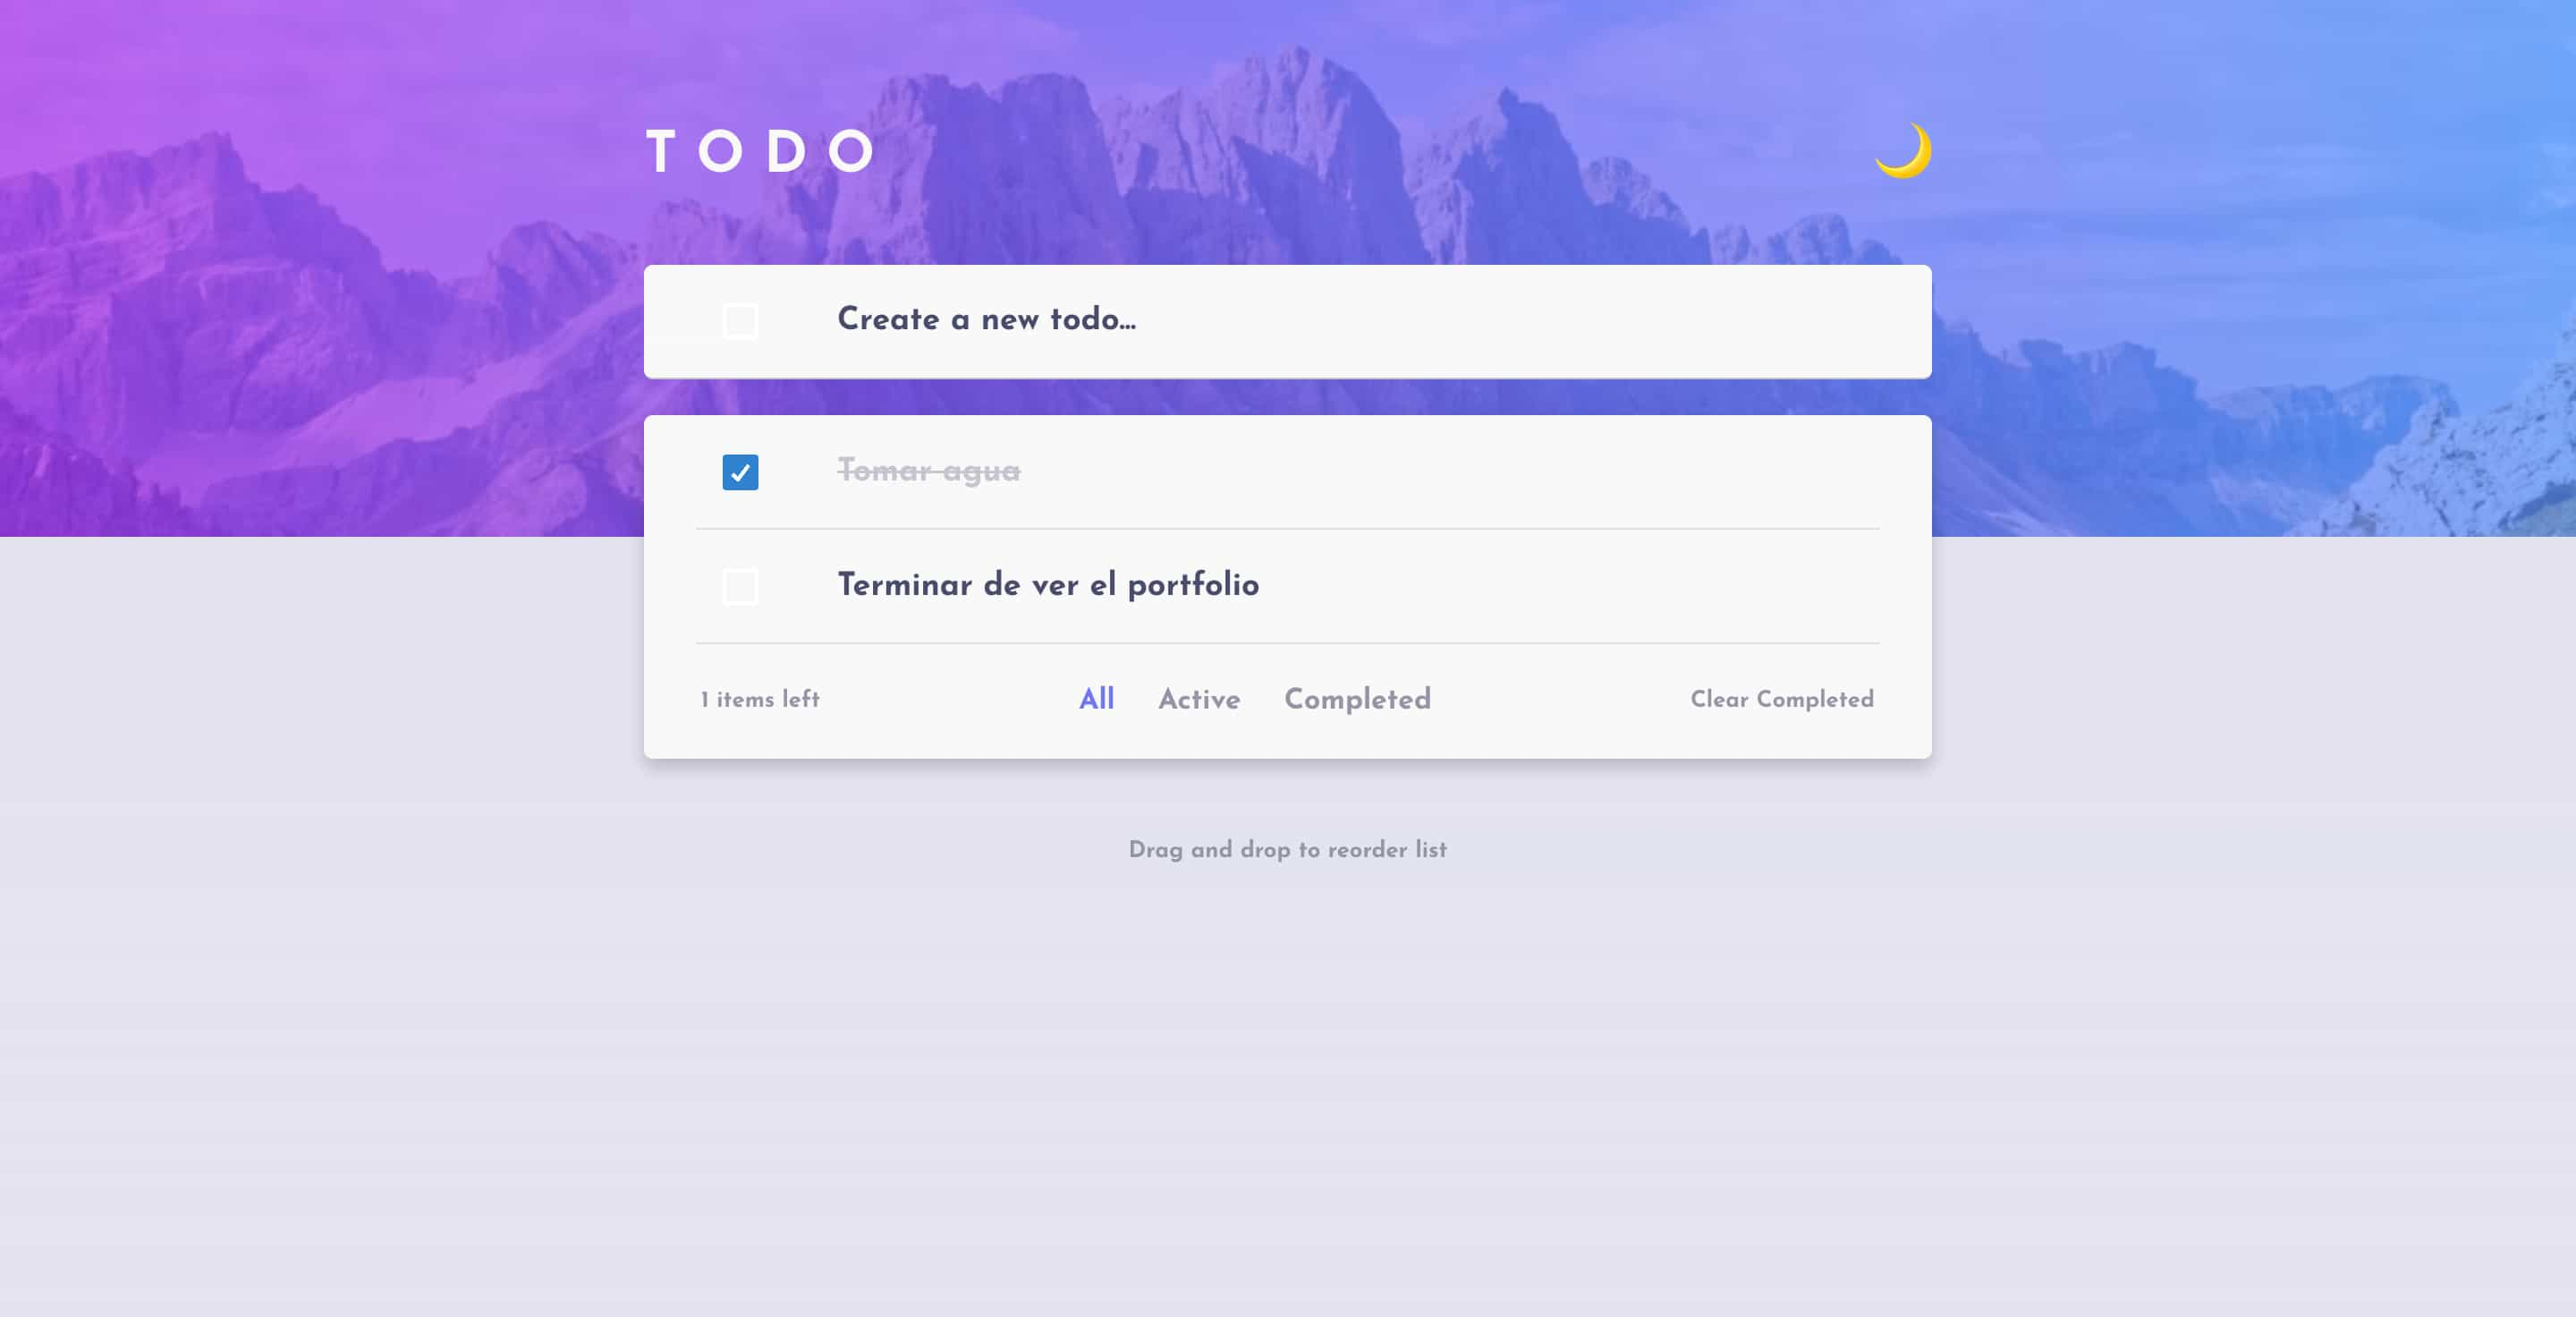 TODO
Create a new todo...
Tomar agua
Terminar de ver el portfolio
1 items left
All Active Completed
Clear Completed
Drag and drop to reorder list